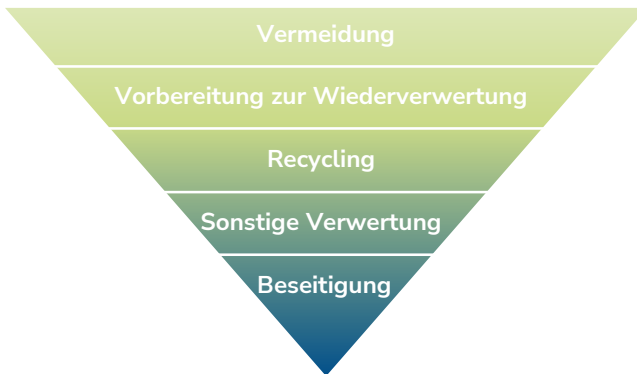 Vermeidung
Vorbereitung zur Wiederverwertung
Recycling
Sonstige Verwertung
Beseitigung